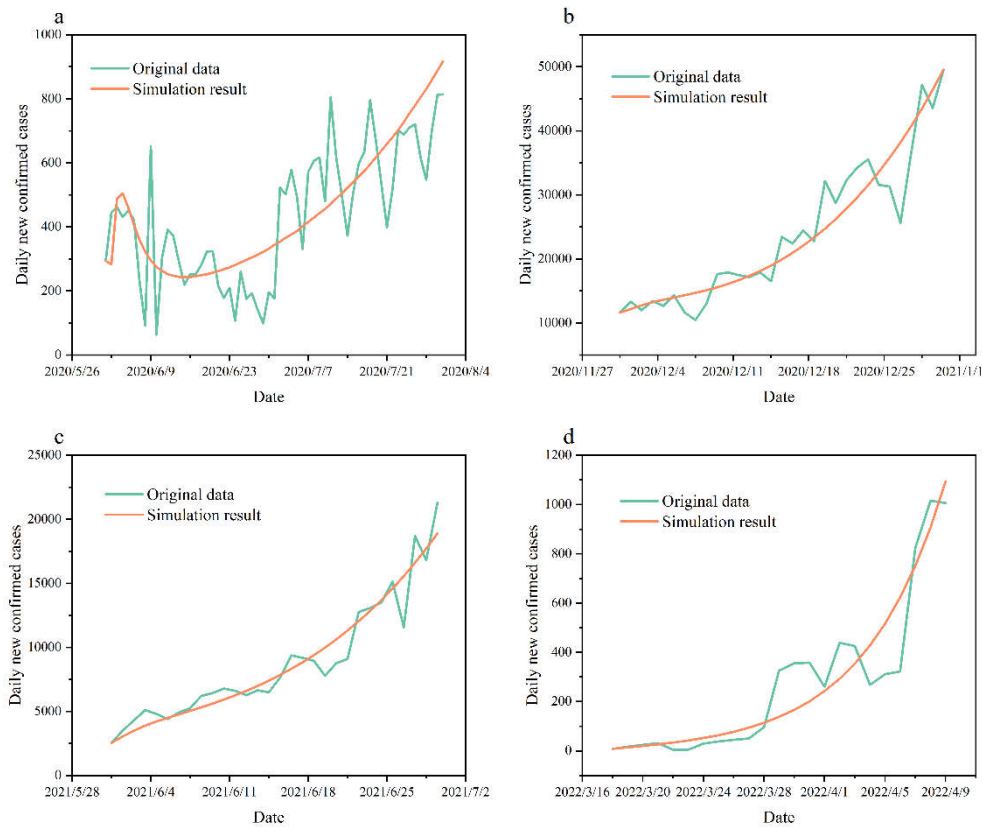 a
1000
800
600
400
200
0
Daily new confirmed cases
Original data
Simulation result
2020/5/26 2020/6/9 2020/6/23 2020/7/7 2020/7/21 2020/8/4
Date
b
50000
40000
30000
20000
10000
Daily new confirmed cases
Original data
Simulation result
2020/11/27 2020/12/4 2020/12/11 2020/12/18 2020/12/25 2021/1/1
Date
c
25000
20000
15000
10000
5000
0
Daily new confirmed cases
Original data
Simulation result
2021/5/28 2021/6/4 2021/6/11 2021/6/18 2021/6/25 2021/7/2
Date
d
1200
1000
800
600
400
200
0
Daily new confirmed cases
Original data
Simulation result
2022/3/16 2022/3/20 2022/3/24 2022/3/28 2022/4/1 2022/4/5 2022/4/9
Date